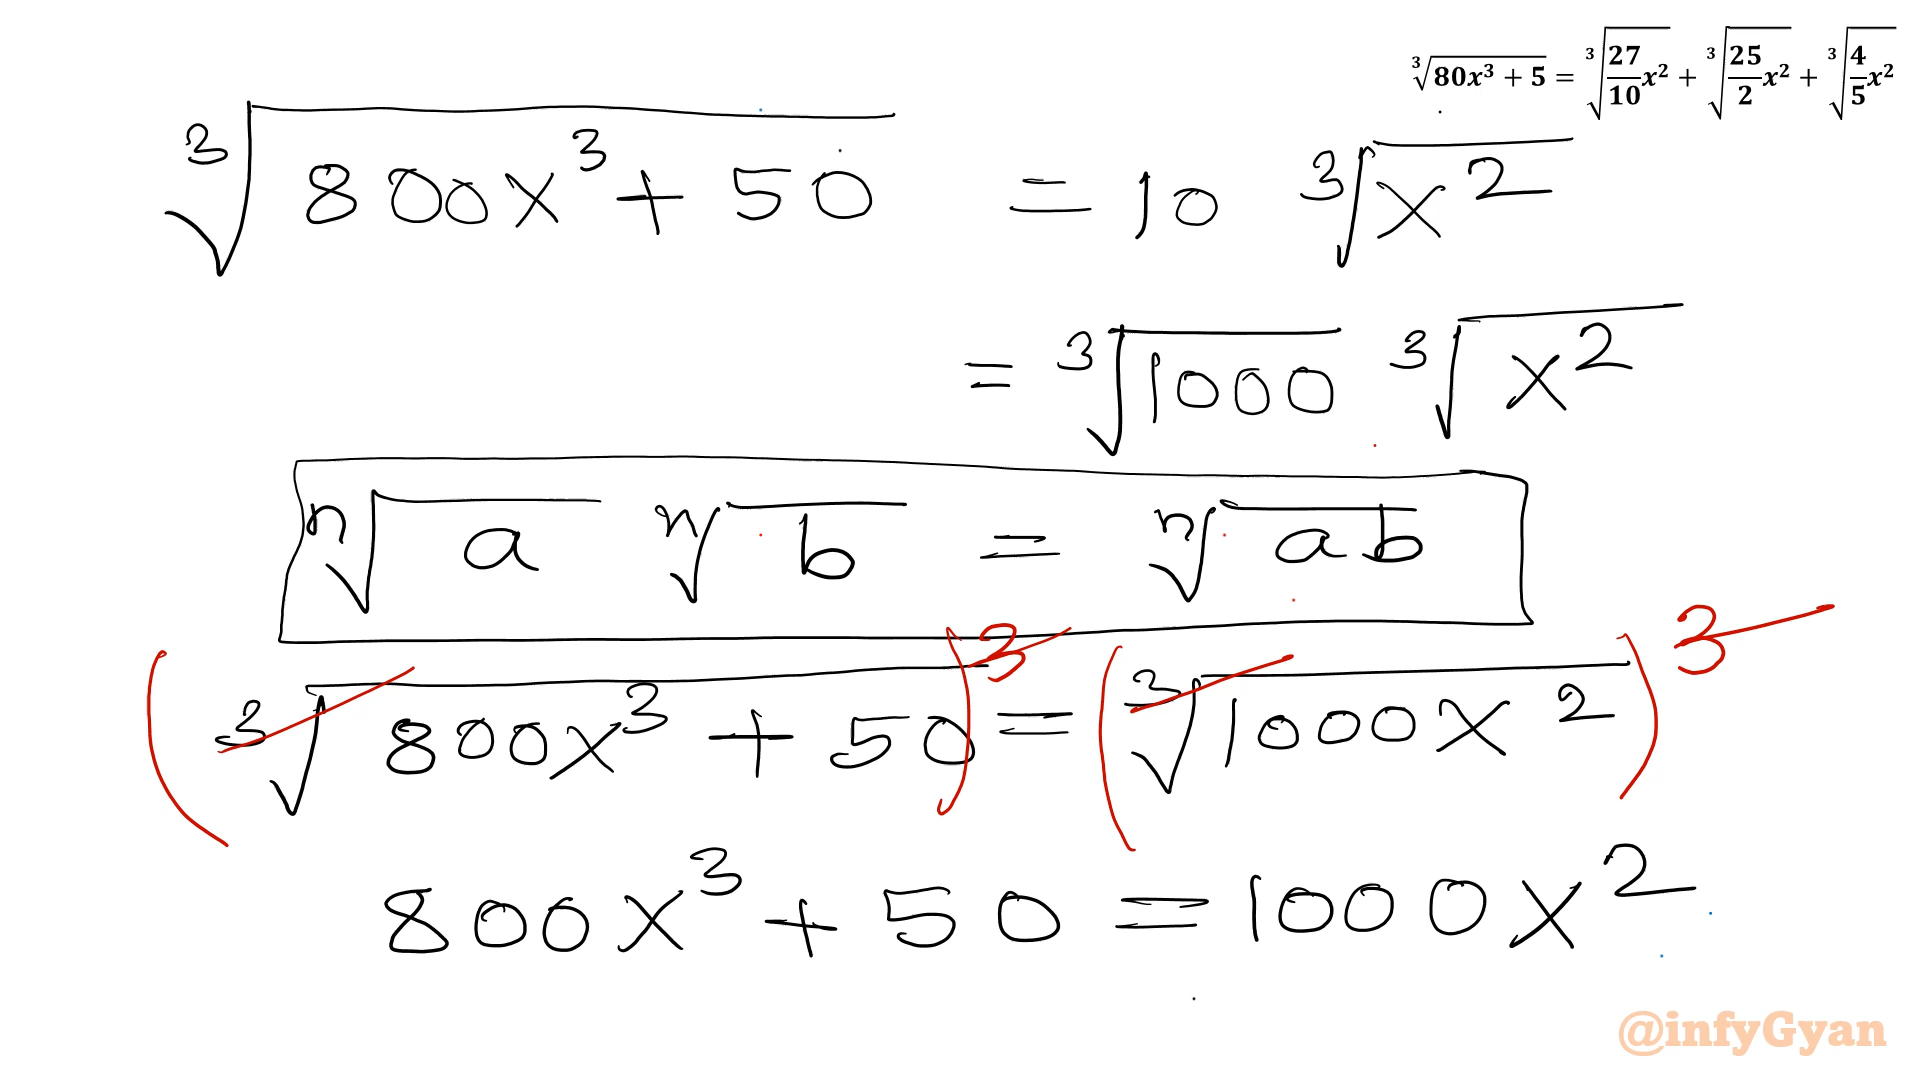 ∛(80x³ + 5) = ∛(27/10 x²) + ∛(25/2 x²) + ∛(4/5 x²)
∛(800x³ + 50) = 10 ∛(x²)
= ∛1000 ∛(x²)
ⁿ√a ⁿ√b = ⁿ√(ab)
(∛(800x³ + 50))³ = (∛(1000x²))³
800x³ + 50 = 1000x²
@infyGyan